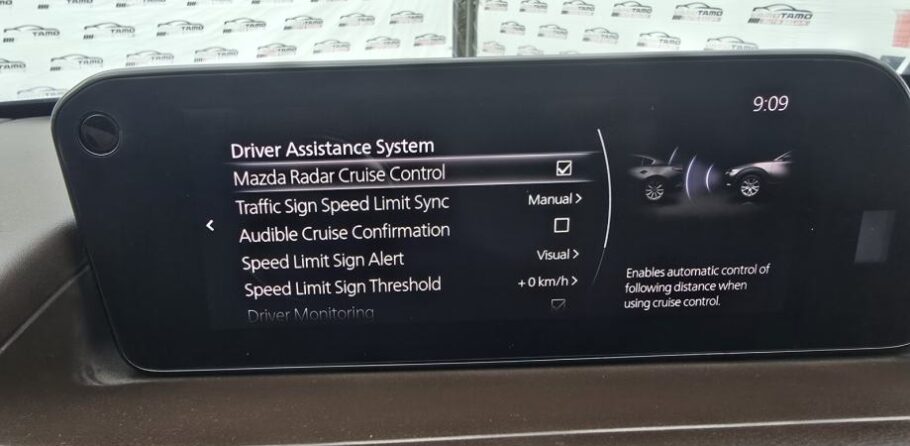 TAMO
9:09
Driver Assistance System
Mazda Radar Cruise Control
Traffic Sign Speed Limit Sync Manual >
Audible Cruise Confirmation
Speed Limit Sign Alert Visual >
Speed Limit Sign Threshold +0 km/h >
Driver Monitoring
Enables automatic control of
following distance when
using cruise control.